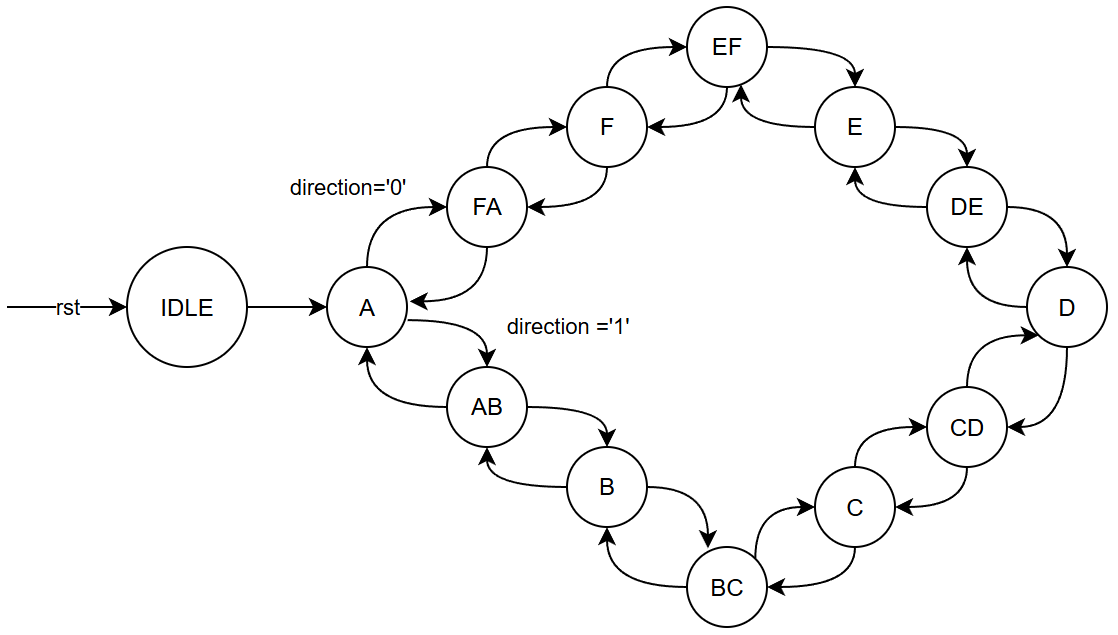 EF
F
E
direction='0'
FA
DE
rst
IDLE
A
D
direction ='1'
AB
CD
B
C
BC